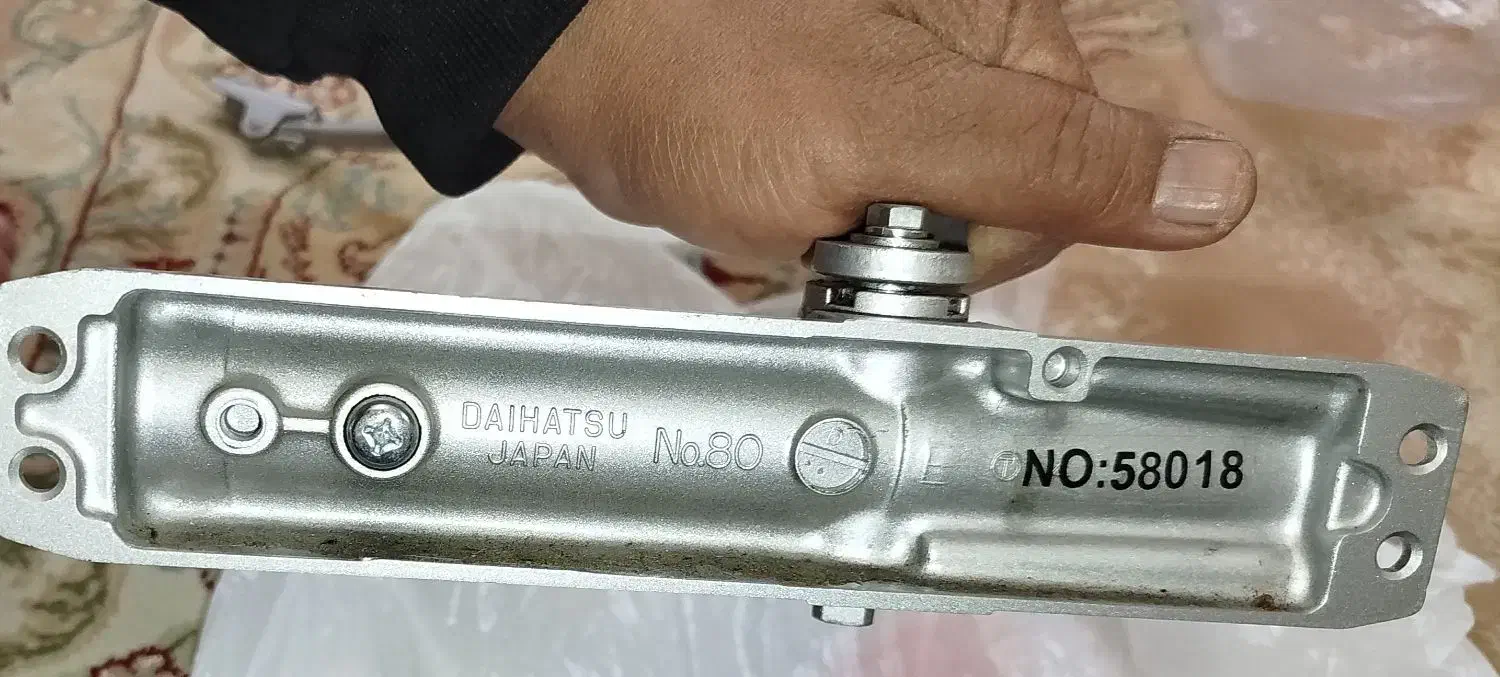 DAIHATSU
JAPAN
No.80
E
T
NO:58018